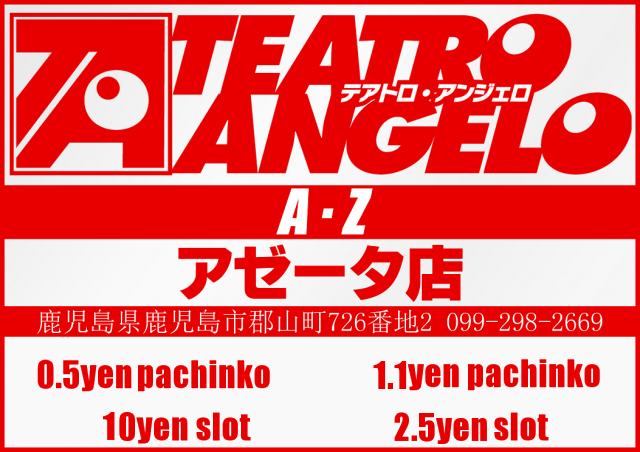 TEATRO
テアトロ・アンジェロ
ANGELO
A・Z
アゼータ店
鹿児島県鹿児島市郡山町726番地2 099-298-2669
0.5yen pachinko 1.1yen pachinko
10yen slot 2.5yen slot